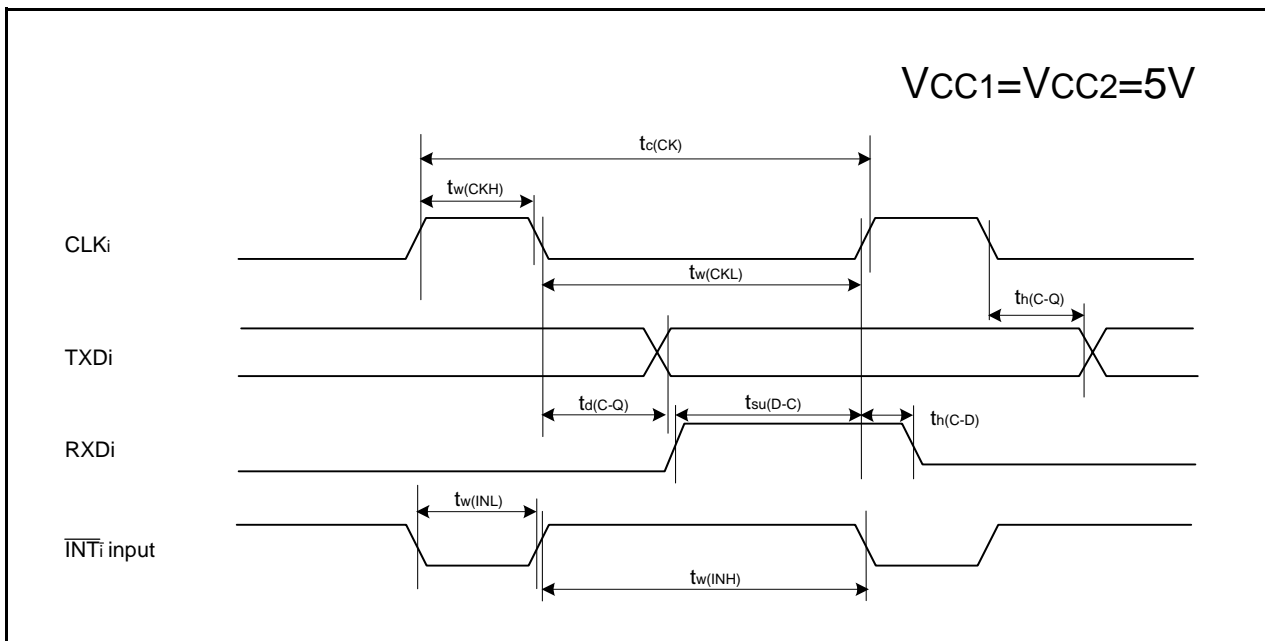 VCC1=VCC2=5V
tc(CK)
tw(CKH)
CLKi
tw(CKL)
th(C-Q)
TXDi
td(C-Q)
tsu(D-C)
th(C-D)
RXDi
tw(INL)
INTi input
tw(INH)